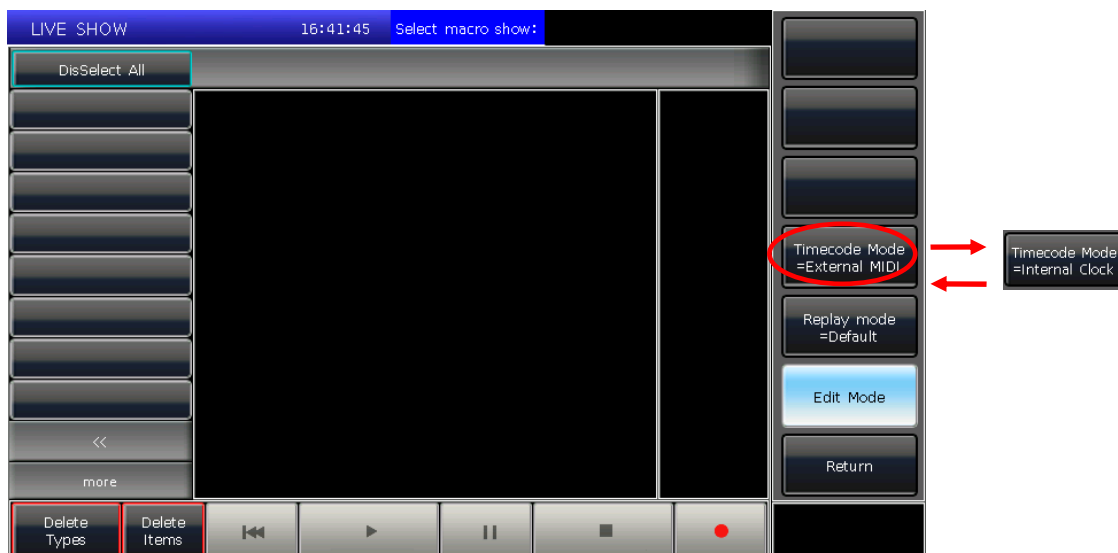 LIVE SHOW 16:41:45 Select macro show:
DisSelect All
Timecode Mode
=External MIDI
Timecode Mode
=Internal Clock
Replay mode
=Default
Edit Mode
<<
Return
more
Delete
Types
Delete
Items